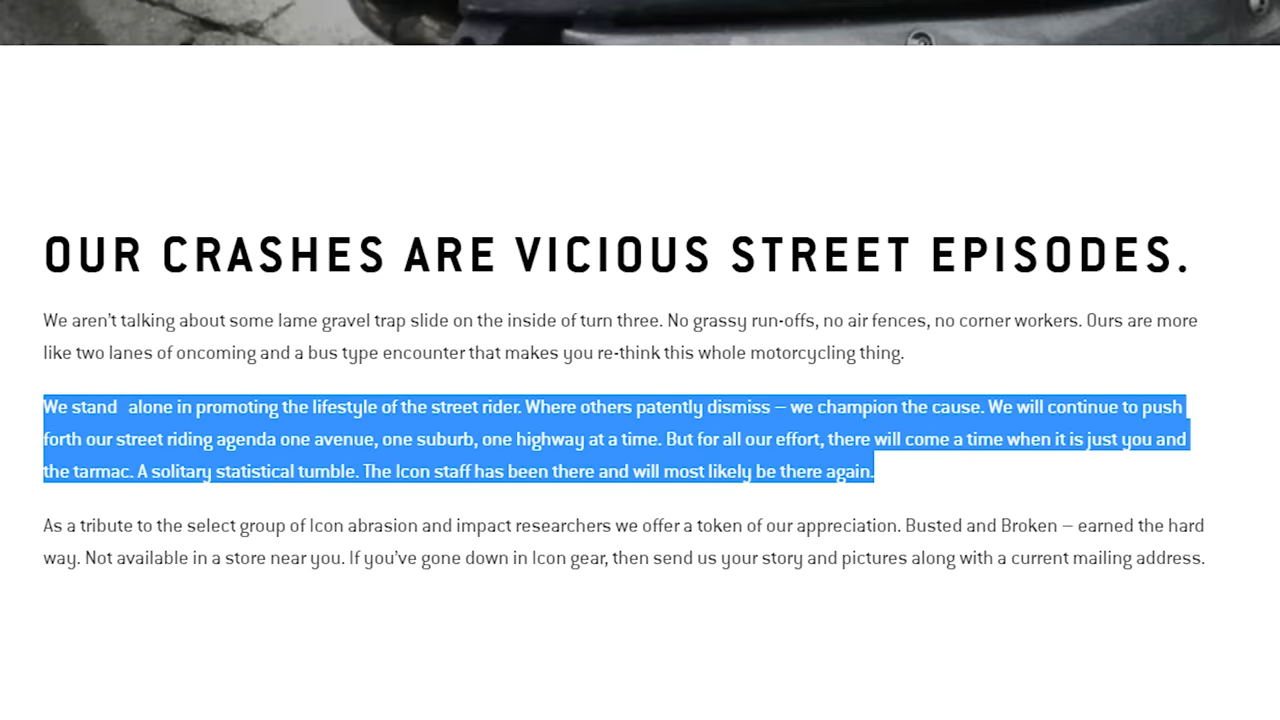 OUR CRASHES ARE VICIOUS STREET EPISODES.
We aren't talking about some lame gravel trap slide on the inside of turn three. No grassy run-offs, no air fences, no corner workers. Ours are more
like two lanes of oncoming and a bus type encounter that makes you re-think this whole motorcycling thing.
We stand alone in promoting the lifestyle of the street rider. Where others patently dismiss – we champion the cause. We will continue to push
forth our street riding agenda one avenue, one suburb, one highway at a time. But for all our effort, there will come a time when it is just you and
the tarmac. A solitary statistical tumble. The Icon staff has been there and will most likely be there again.
As a tribute to the select group of Icon abrasion and impact researchers we offer a token of our appreciation. Busted and Broken – earned the hard
way. Not available in a store near you. If you've gone down in Icon gear, then send us your story and pictures along with a current mailing address.